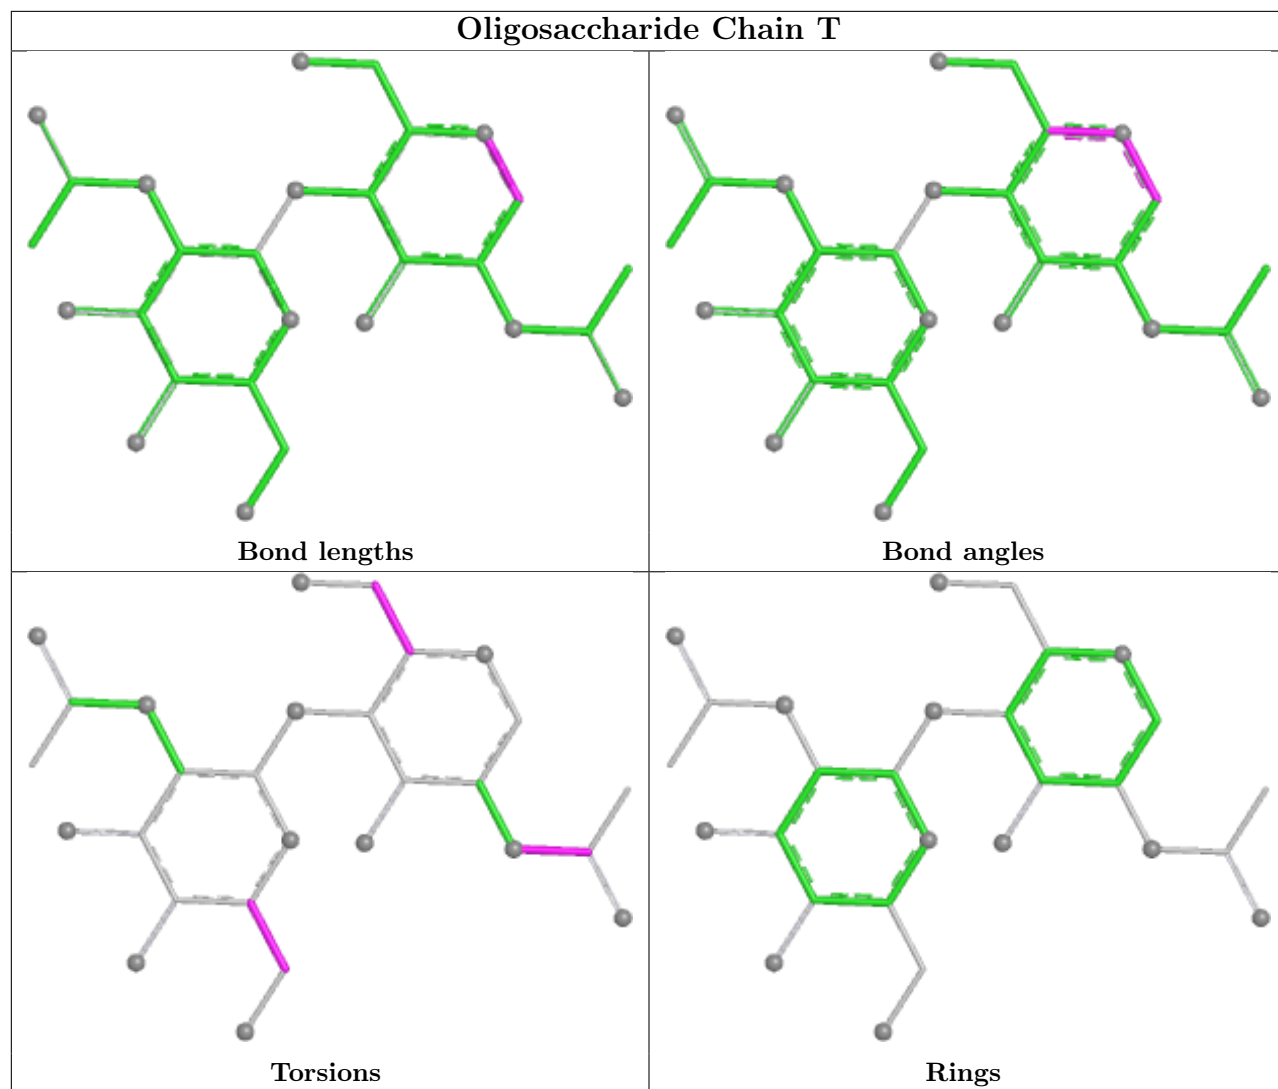 Oligosaccharide Chain T
Bond lengths
Bond angles
Torsions
Rings